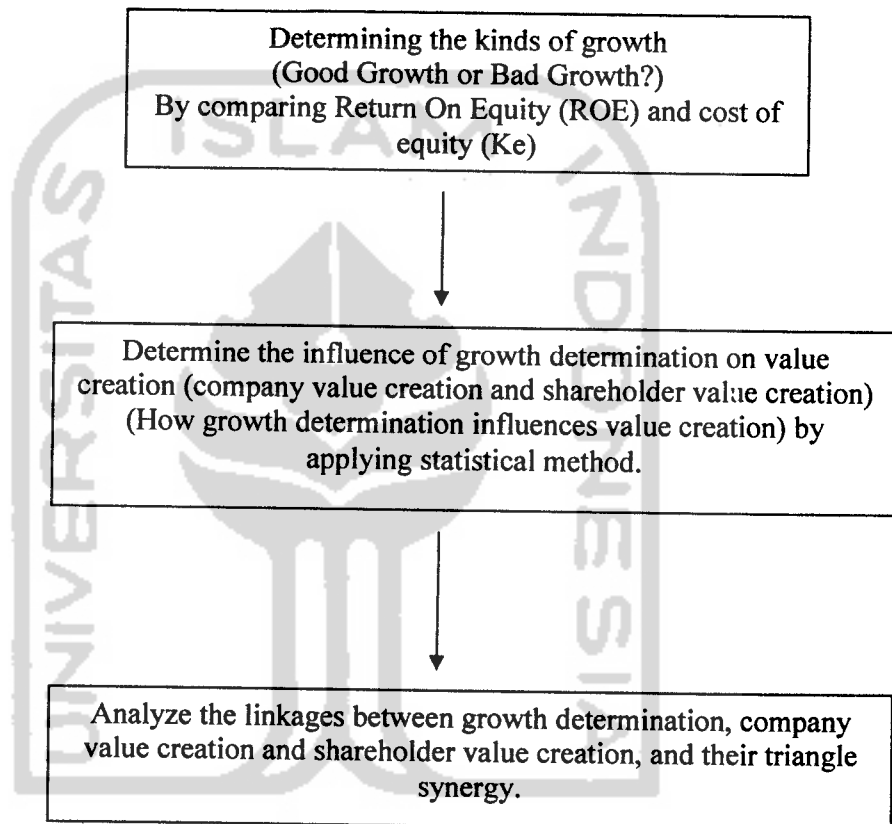 Determining the kinds of growth
(Good Growth or Bad Growth?)
By comparing Return On Equity (ROE) and cost of
equity (Ke)
Determine the influence of growth determination on value
creation (company value creation and shareholder value creation)
(How growth determination influences value creation) by
applying statistical method.
Analyze the linkages between growth determination, company
value creation and shareholder value creation, and their triangle
synergy.
UNIVERSITAS
ISLAM
INDONESIA